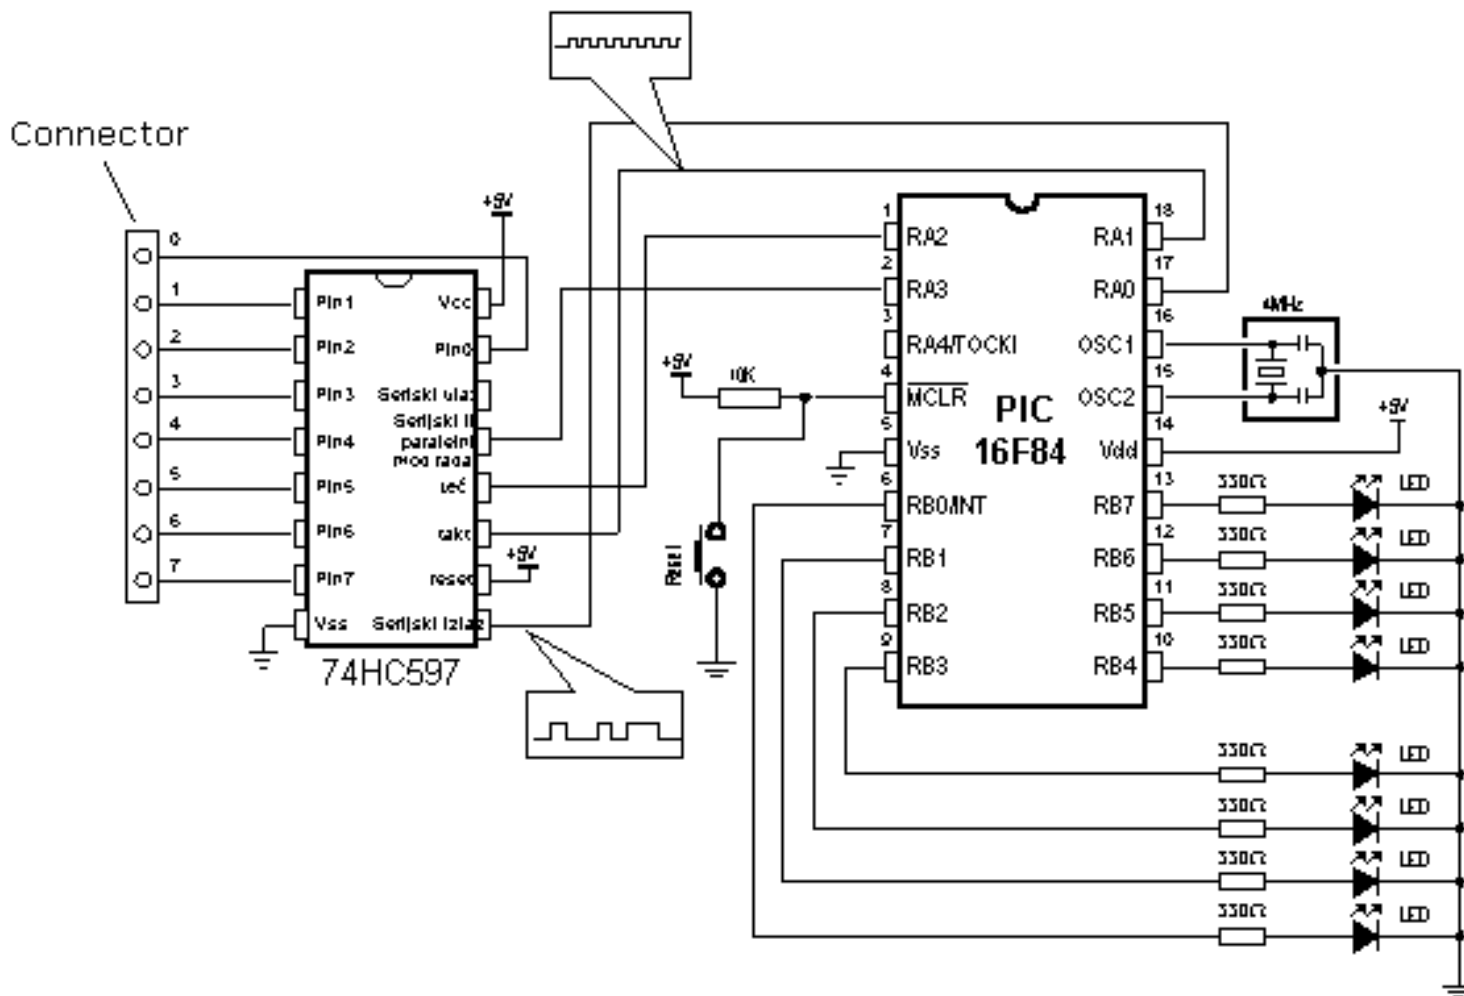 Connector
0
1
2
3
4
5
6
7
+5V
Pin1
Pin2
Pin3
Pin4
Pin5
Pin6
Pin7
Vss
Vcc
Pin0
Serijski ulaz
Serijski ili
paralelni
mod rada
leč
takt
reset
Serijski izlaz
+5V
74HC597
+5V
10K
Reset
1
2
3
4
5
6
7
8
9
RA2
RA3
RA4/TOCKI
MCLR
Vss
RB0/INT
RB1
RB2
RB3
PIC
16F84
RA1
RA0
OSC1
OSC2
Vdd
RB7
RB6
RB5
RB4
18
17
16
15
14
13
12
11
10
4MHz
+5V
330Ω
LED
330Ω
LED
330Ω
LED
330Ω
LED
330Ω
LED
330Ω
LED
330Ω
LED
330Ω
LED